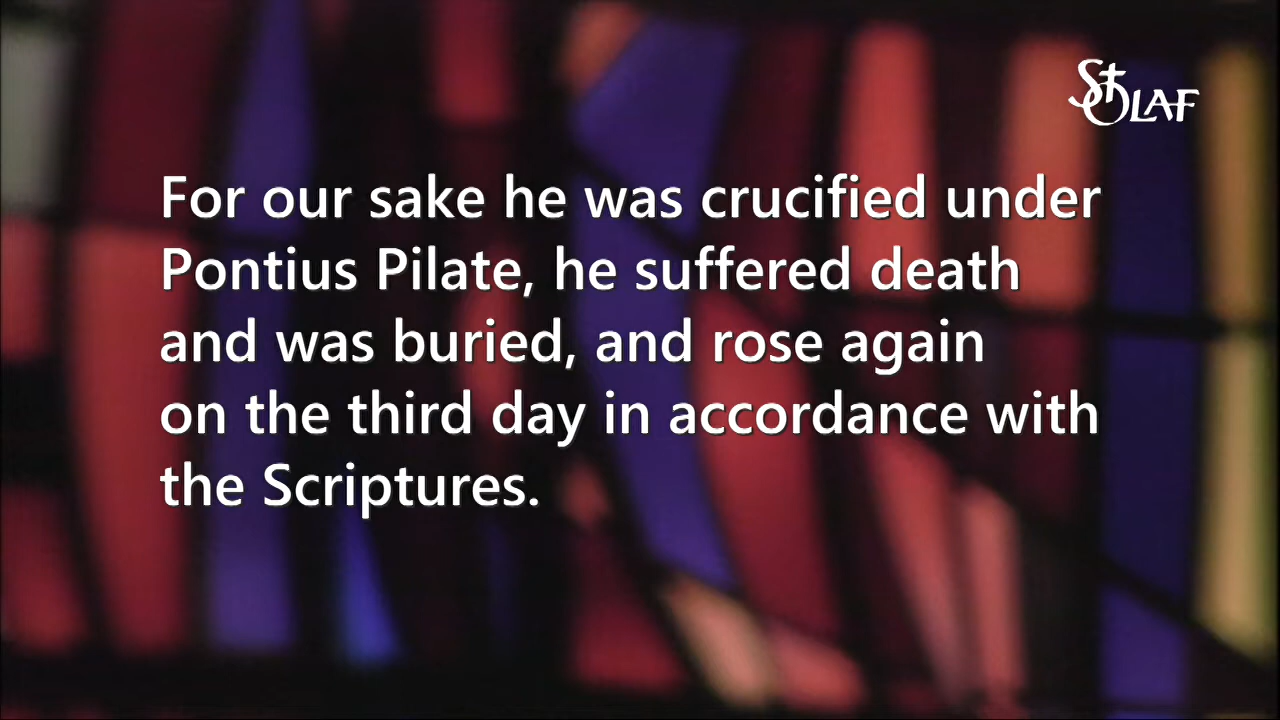 St OLAF
For our sake he was crucified under
Pontius Pilate, he suffered death
and was buried, and rose again
on the third day in accordance with
the Scriptures.